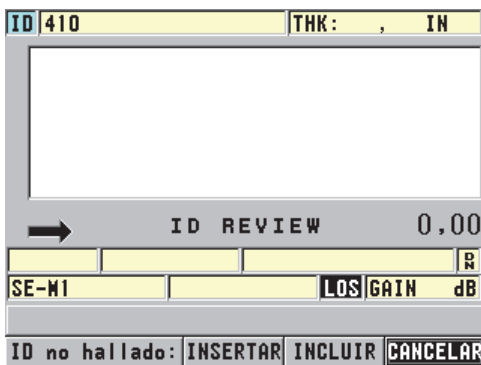 ID 410 THK: , IN
ID REVIEW 0,00
DN
SE-M1 LOS GAIN dB
ID no hallado: INSERTAR INCLUIR CANCELAR